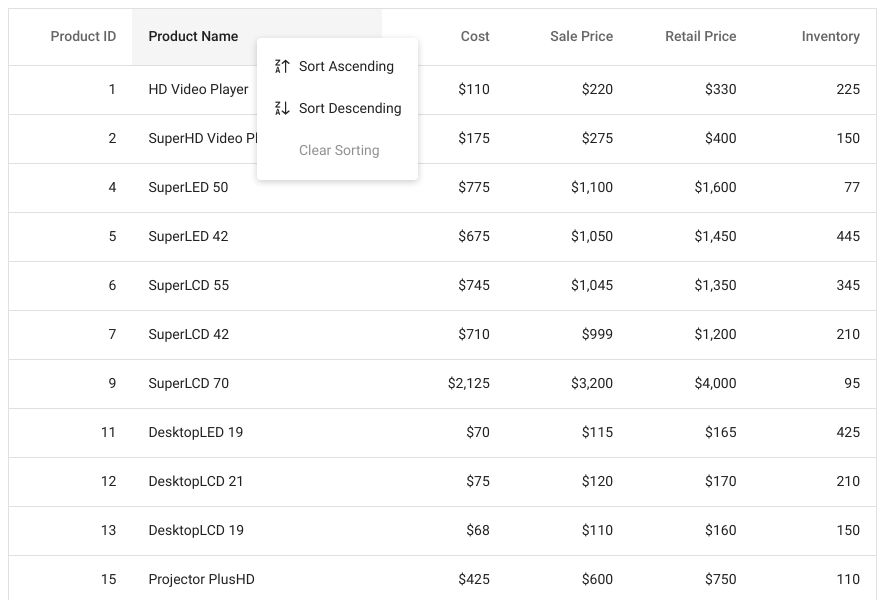 Product ID Product Name Cost Sale Price Retail Price Inventory
Sort Ascending
1 HD Video Player $110 $220 $330 225
Sort Descending
2 SuperHD Video $175 $275 $400 150
Clear Sorting
4 SuperLED 50 $775 $1,100 $1,600 77
5 SuperLED 42 $675 $1,050 $1,450 445
6 SuperLCD 55 $745 $1,045 $1,350 345
7 SuperLCD 42 $710 $999 $1,200 210
9 SuperLCD 70 $2,125 $3,200 $4,000 95
11 DesktopLED 19 $70 $115 $165 425
12 DesktopLCD 21 $75 $120 $170 210
13 DesktopLCD 19 $68 $110 $160 150
15 Projector PlusHD $425 $600 $750 110